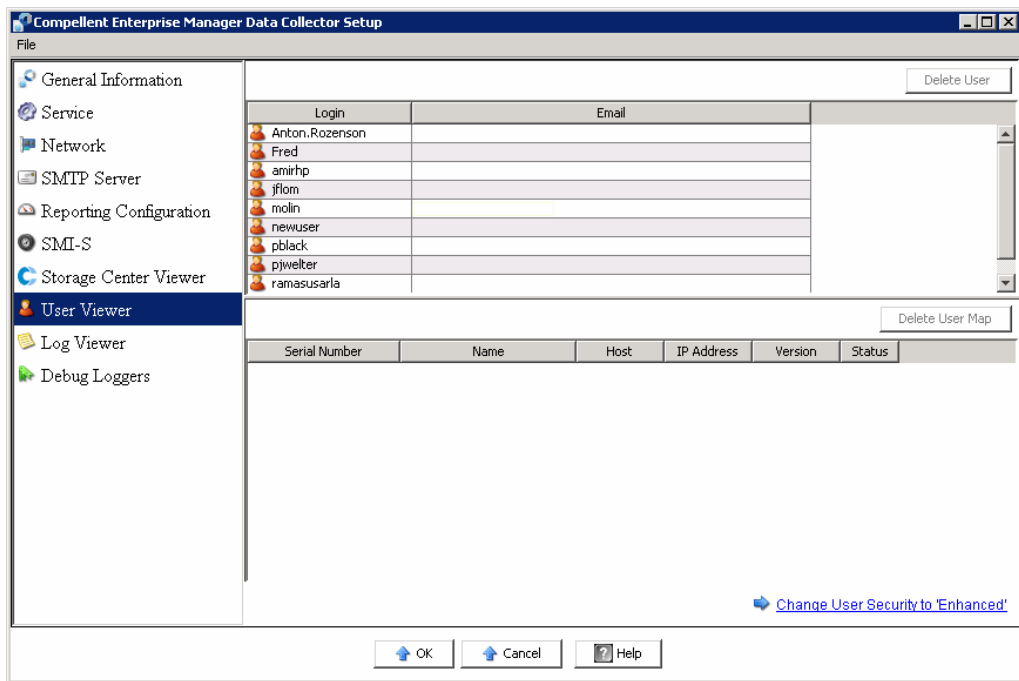 Compellent Enterprise Manager Data Collector Setup
File
General Information
Service
Network
SMTP Server
Reporting Configuration
SMI-S
Storage Center Viewer
User Viewer
Log Viewer
Debug Loggers
Delete User
Login Email
Anton.Rozenson
Fred
amirhp
jflom
molin
newuser
pblack
pjwelter
ramasusarla
Delete User Map
Serial Number Name Host IP Address Version Status
Change User Security to 'Enhanced'
OK Cancel ? Help